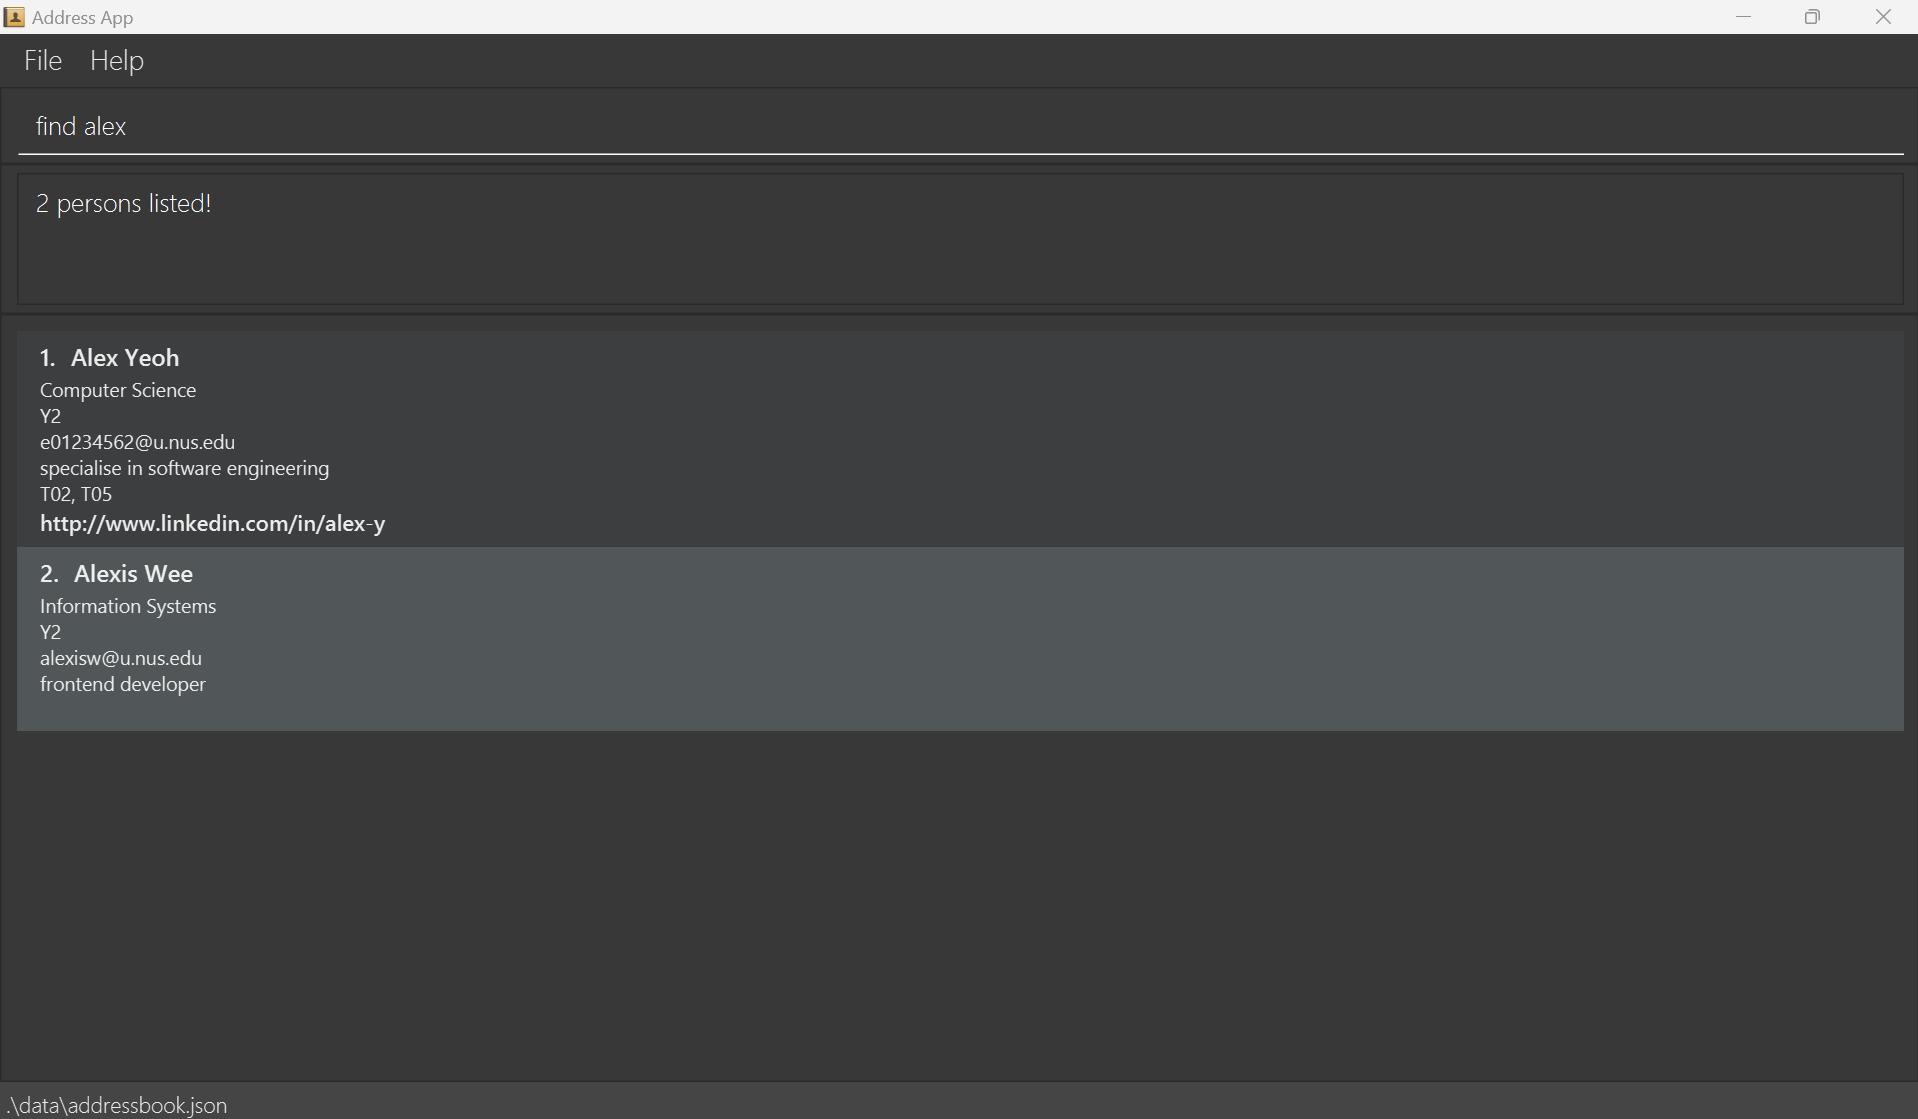 Address App
File Help
find alex
2 persons listed!
1. Alex Yeoh
Computer Science
Y2
e01234562@u.nus.edu
specialise in software engineering
T02, T05
http://www.linkedin.com/in/alex-y
2. Alexis Wee
Information Systems
Y2
alexisw@u.nus.edu
frontend developer
.\data\addressbook.json